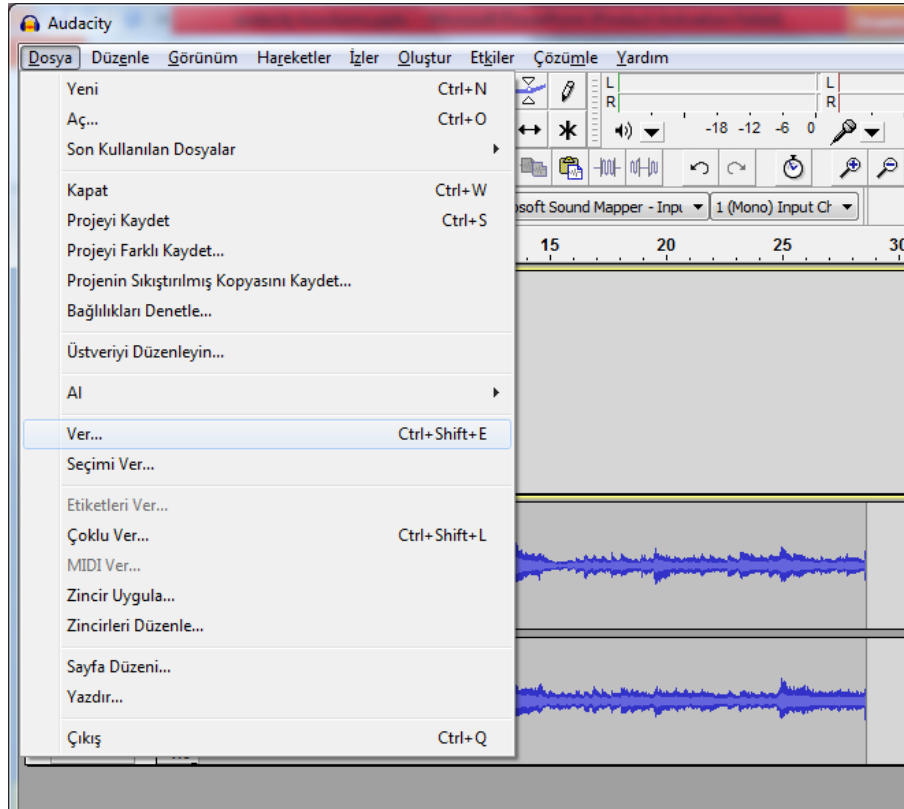 Audacity
Dosya Düzenle Görünüm Hareketler İzler Oluştur Etkiler Çözümle Yardım
Yeni Ctrl+N
Aç... Ctrl+O
Son Kullanılan Dosyalar
Kapat Ctrl+W
Projeyi Kaydet Ctrl+S
Projeyi Farklı Kaydet...
Projenin Sıkıştırılmış Kopyasını Kaydet...
Bağlılıkları Denetle...
Üstveriyi Düzenleyin...
Al
Ver... Ctrl+Shift+E
Seçimi Ver...
Etiketleri Ver...
Çoklu Ver... Ctrl+Shift+L
MIDI Ver...
Zincir Uygula...
Zincirleri Düzenle...
Sayfa Düzeni...
Yazdır...
Çıkış Ctrl+Q
L L
R R
-18 -12 -6 0
Sound Mapper - Inpu 1 (Mono) Input Ch
15 20 25 30